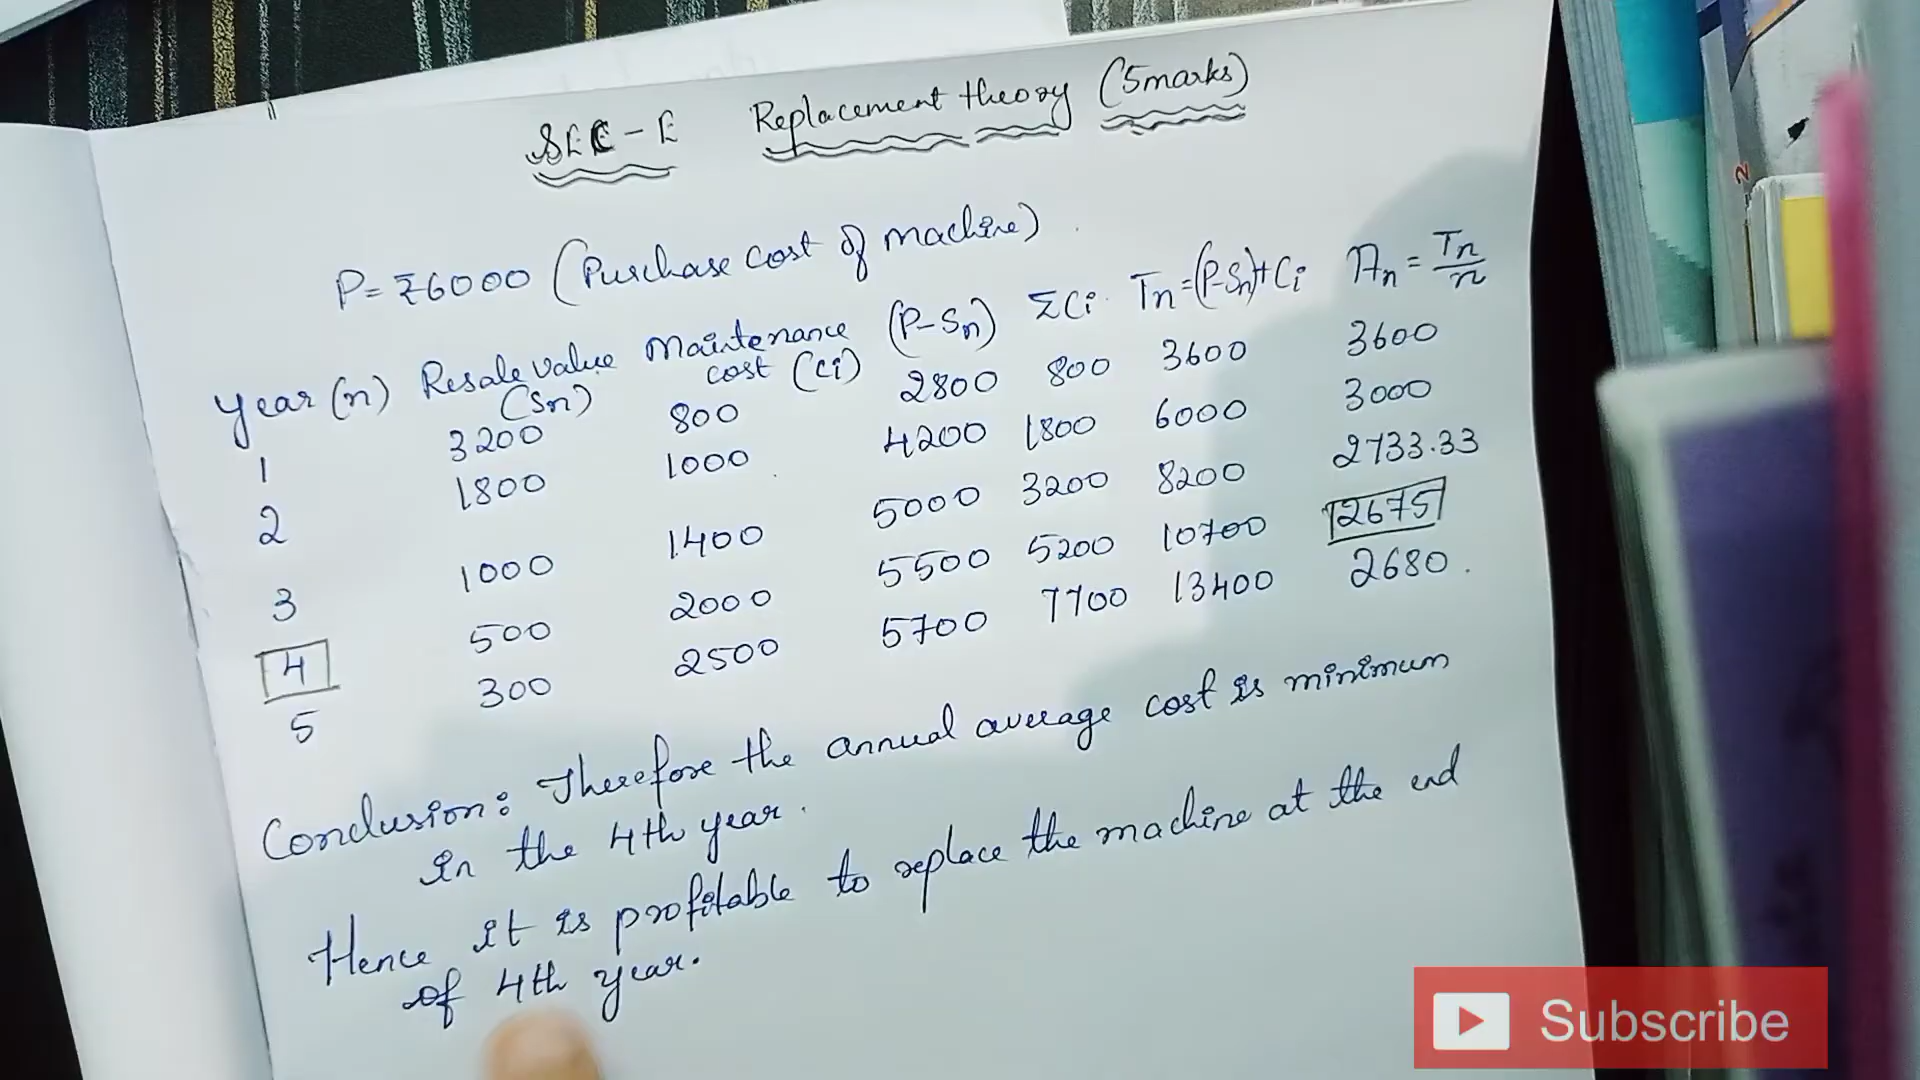 SEC-E Replacement theory (5marks)
P= ₹6000 (Purchase cost of machine)
year (n) Resale value (Sn) Maintenance cost (Ci) (P-Sn) ΣCi Tn=(P-Sn)+Ci An = Tn/n
1 3200 800 2800 800 3600 3600
2 1800 1000 4200 1800 6000 3000
3 1000 1400 5000 3200 8200 2733.33
4 500 2000 5500 5200 10700 2675
5 300 2500 5700 7700 13400 2680.
Conclusion: Therefore the annual average cost is minimum
in the 4th year.
Hence it is profitable to replace the machine at the end
of 4th year.
Subscribe